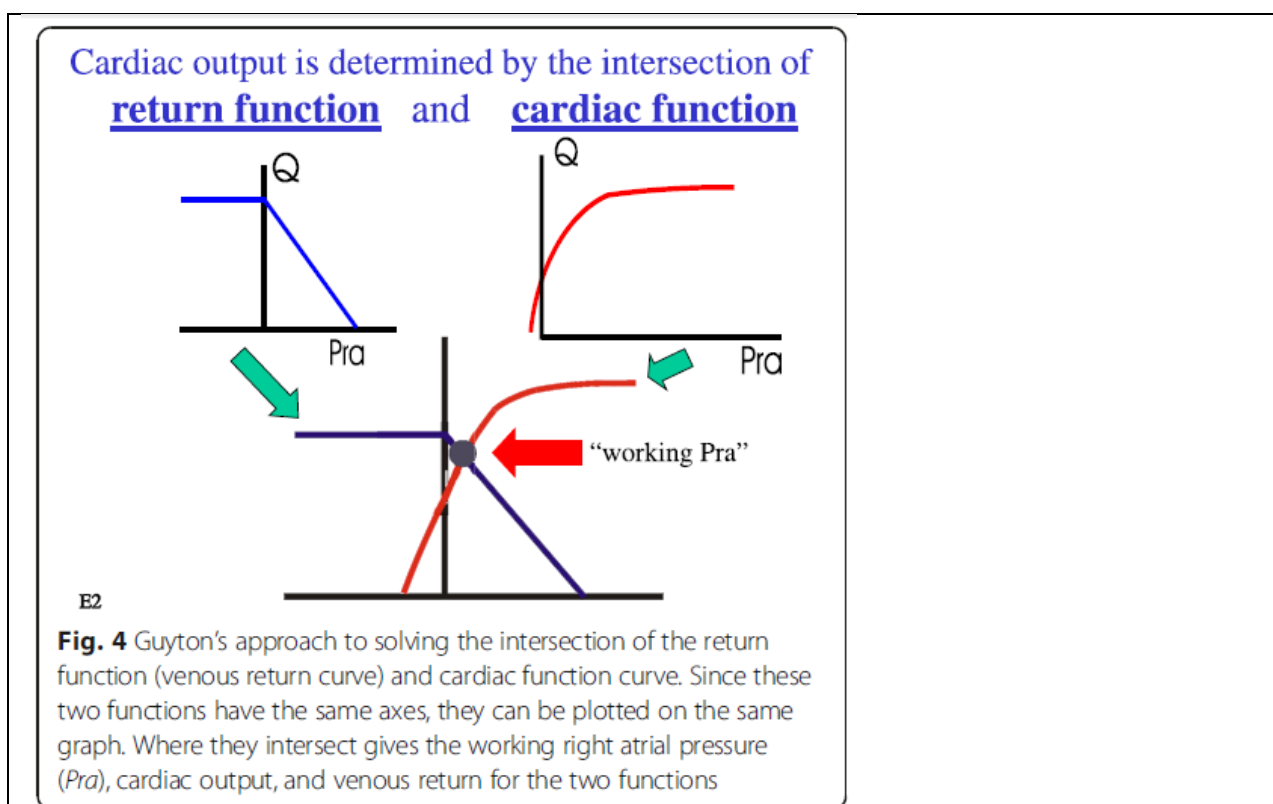 Cardiac output is determined by the intersection of
return function and cardiac function
Q
Q
Pra
Pra
“working Pra”
E2
Fig. 4 Guyton’s approach to solving the intersection of the return
function (venous return curve) and cardiac function curve. Since these
two functions have the same axes, they can be plotted on the same
graph. Where they intersect gives the working right atrial pressure
(Pra), cardiac output, and venous return for the two functions